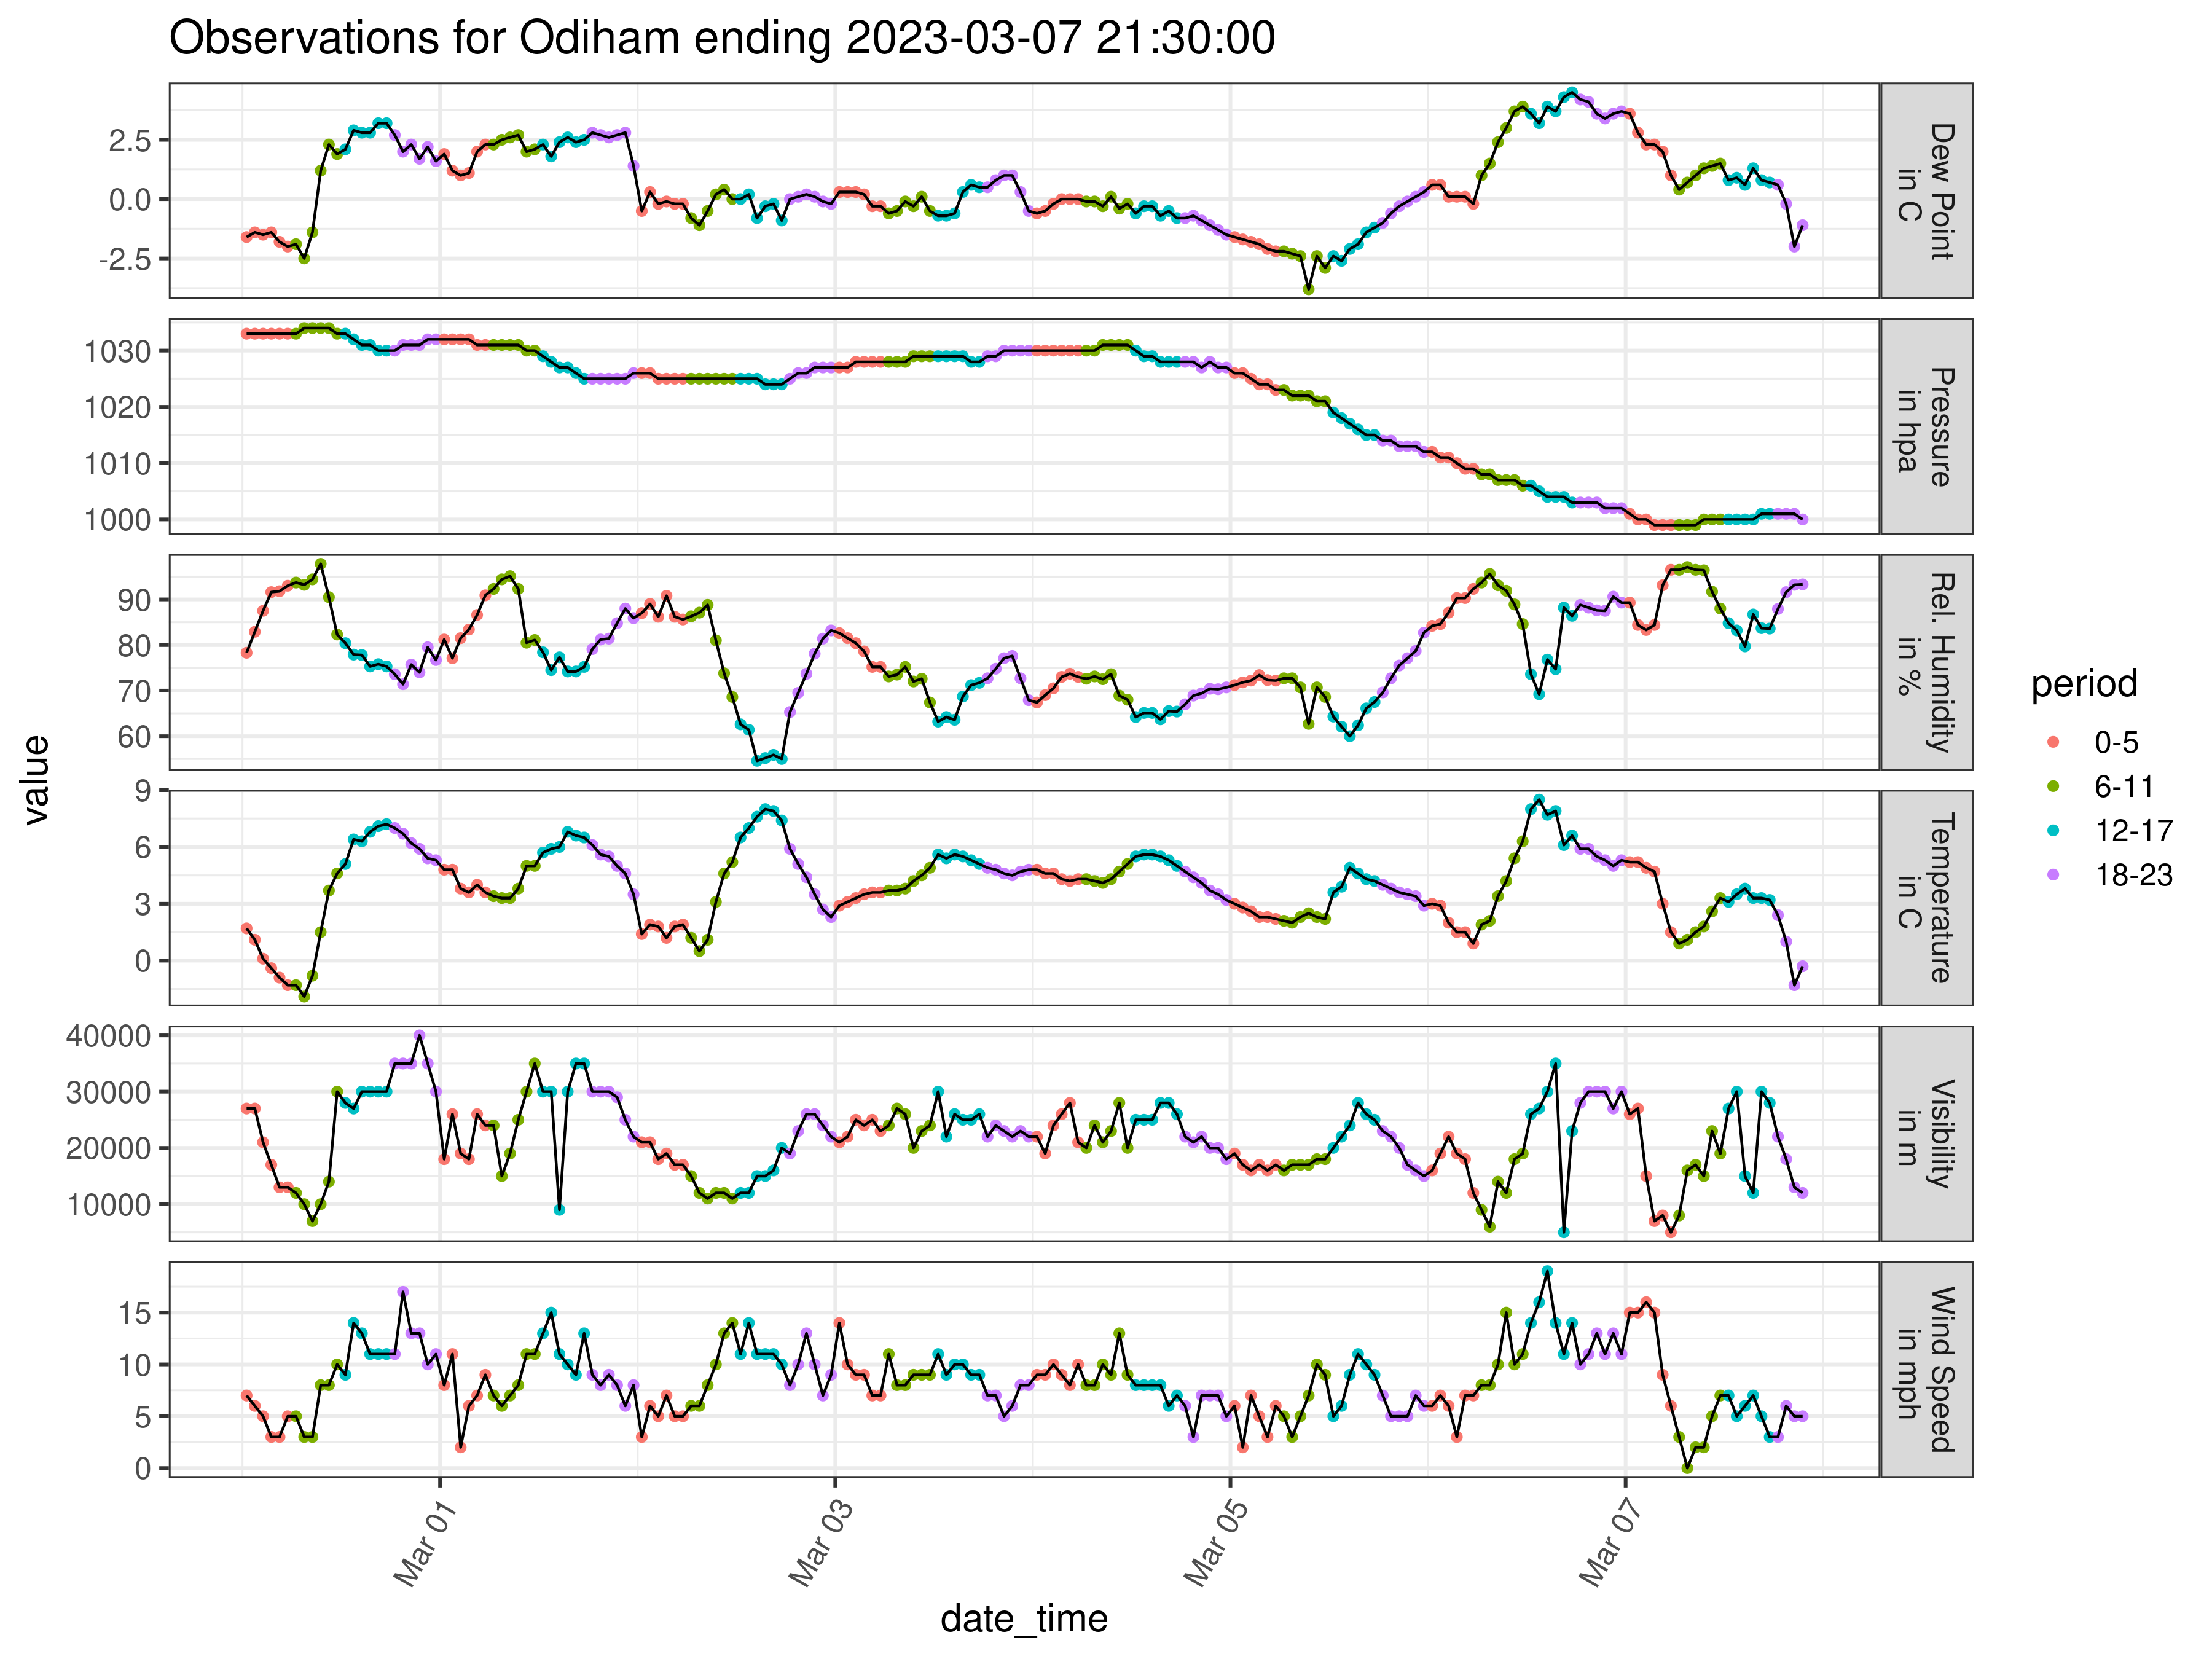 Observations for Odiham ending 2023-03-07 21:30:00
value
2.5
0.0
-2.5
Dew Point
in C
1030
1020
1010
1000
Pressure
in hpa
90
80
70
60
Rel. Humidity
in %
9
6
3
0
Temperature
in C
40000
30000
20000
10000
Visibility
in m
15
10
5
0
Wind Speed
in mph
Mar 01
Mar 03
Mar 05
Mar 07
date_time
period
0-5
6-11
12-17
18-23